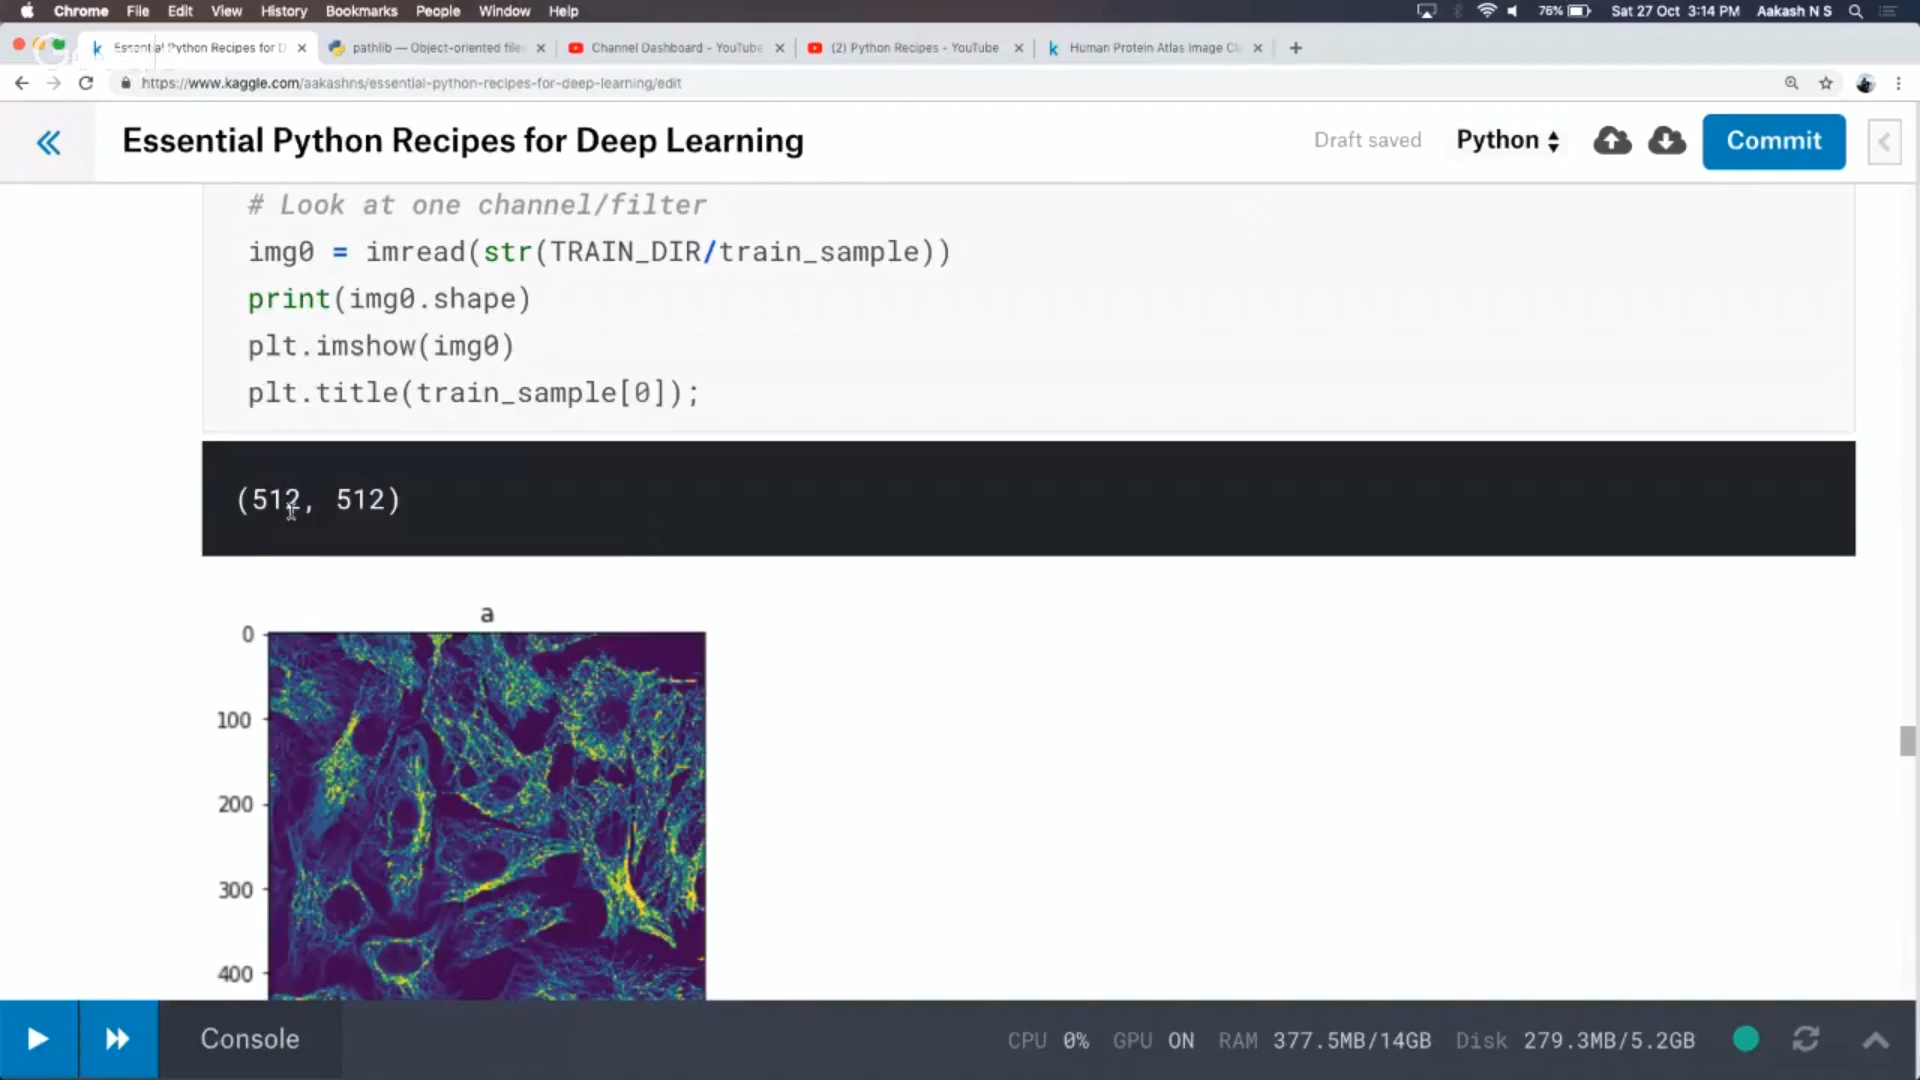 Chrome File Edit View History Bookmarks People Window Help 76% Sat 27 Oct 3:14 PM Aakash N S
Essential Python Recipes for D pathlib — Object-oriented file Channel Dashboard - YouTube (2) Python Recipes - YouTube Human Protein Atlas Image Cl
https://www.kaggle.com/aakashns/essential-python-recipes-for-deep-learning/edit
Essential Python Recipes for Deep Learning Draft saved Python Commit
# Look at one channel/filter
img0 = imread(str(TRAIN_DIR/train_sample))
print(img0.shape)
plt.imshow(img0)
plt.title(train_sample[0]);
(512, 512)
a
0
100
200
300
400
Console CPU 0% GPU ON RAM 377.5MB/14GB Disk 279.3MB/5.2GB